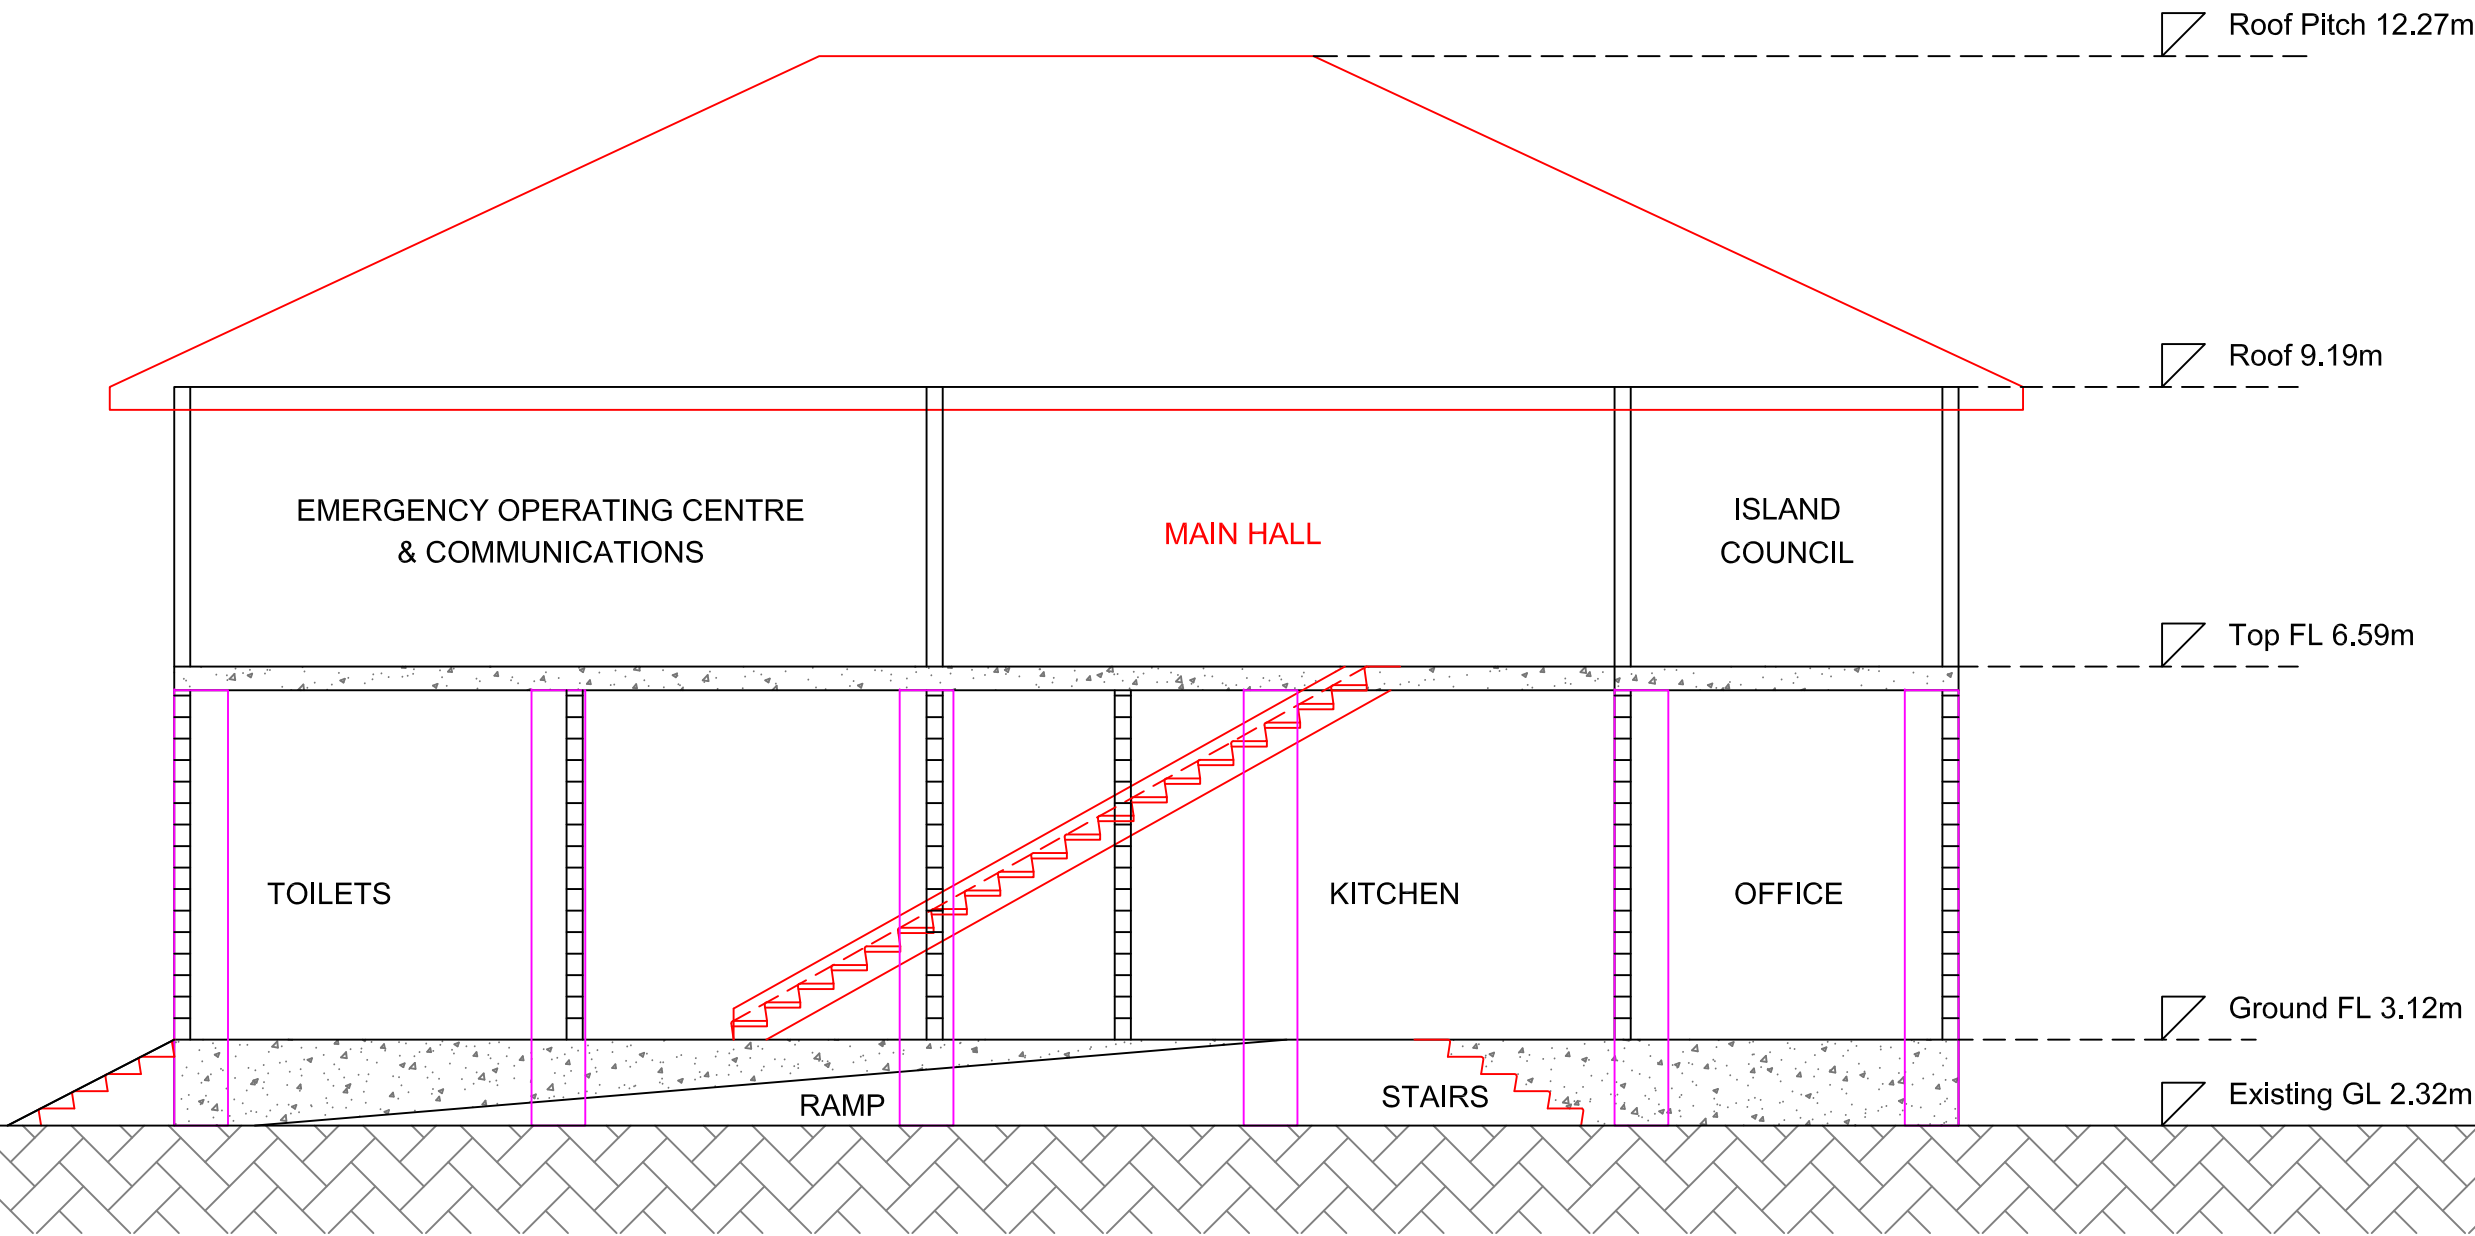 Roof Pitch 12.27m
Roof 9.19m
EMERGENCY OPERATING CENTRE
& COMMUNICATIONS
MAIN HALL
ISLAND
COUNCIL
Top FL 6.59m
TOILETS
KITCHEN
OFFICE
Ground FL 3.12m
RAMP
STAIRS
Existing GL 2.32m